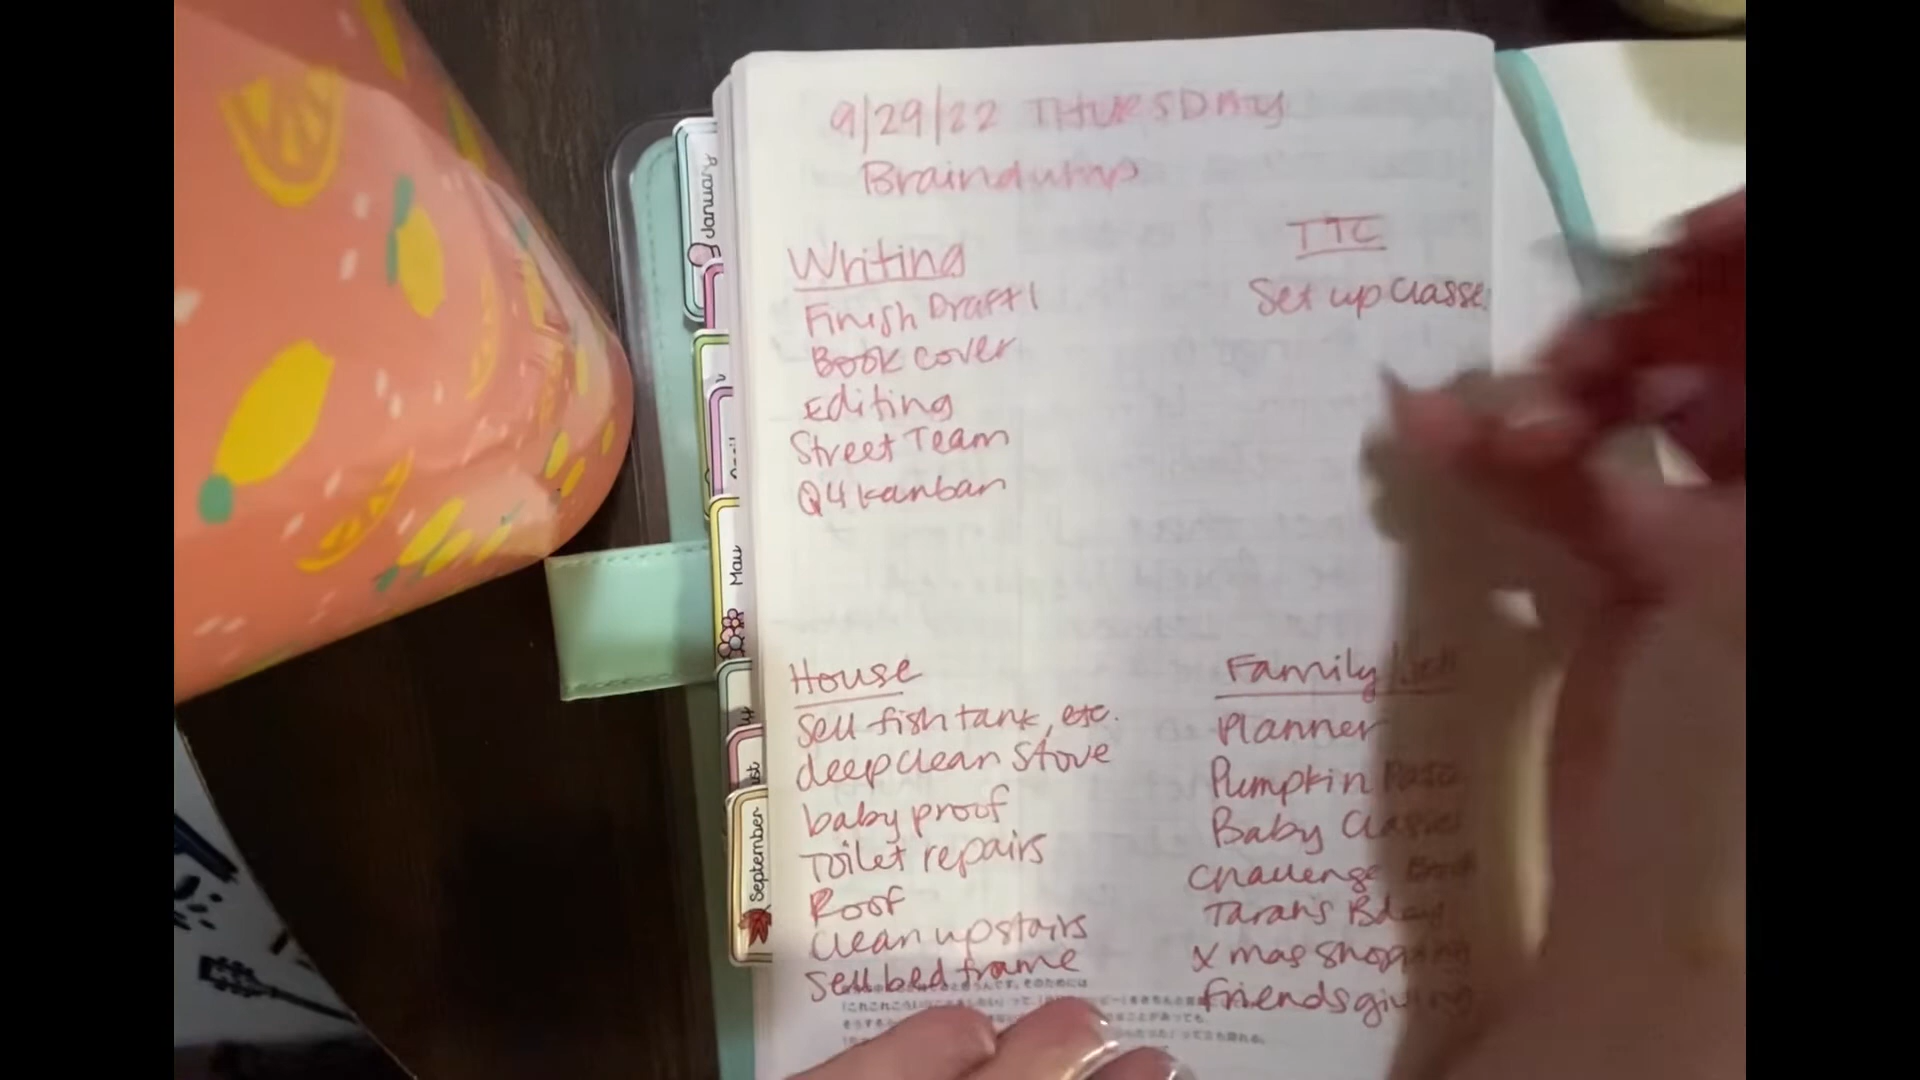 9/29/22 THURSDAY
Braindump
Writing
Finish Draft 1
Book cover
Editing
Street Team
Q4 kanban
TTC
Set up Classe
House
Sell fish tank, etc.
deep clean Stove
baby proof
Toilet repairs
Roof
Clean upstairs
Sell bed frame
Family
Planner
Pumpkin
Baby Classes
Challenge
Tarah's Bday
Xmas Shopping
Friendsgiving
January
May
September